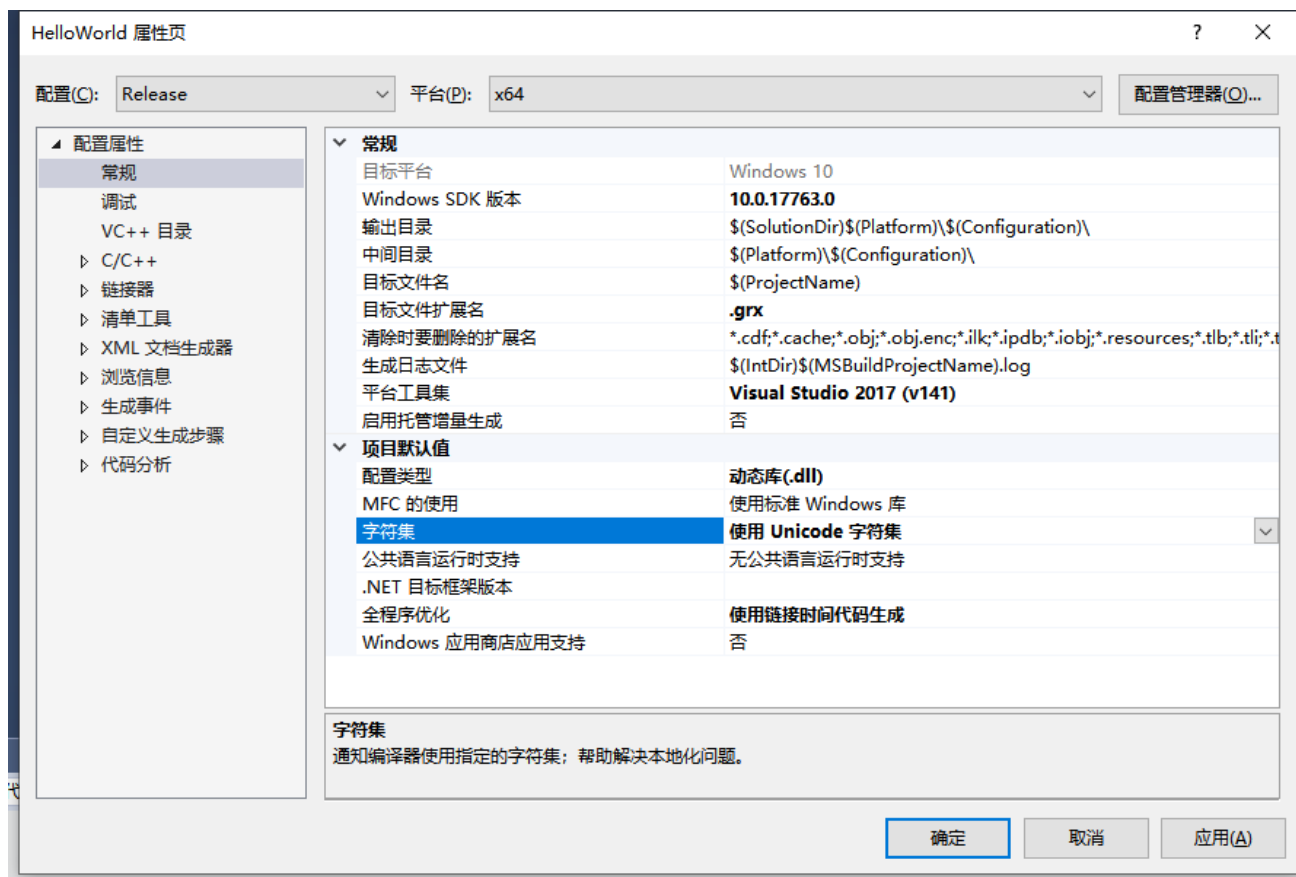 HelloWorld 属性页
? ×
配置(C): Release 平台(P): x64 配置管理器(O)...
配置属性
常规
调试
VC++ 目录
C/C++
链接器
清单工具
XML 文档生成器
浏览信息
生成事件
自定义生成步骤
代码分析
常规
目标平台 Windows 10
Windows SDK 版本 10.0.17763.0
输出目录 $(SolutionDir)$(Platform)\$(Configuration)\
中间目录 $(Platform)\$(Configuration)\
目标文件名 $(ProjectName)
目标文件扩展名 .grx
清除时要删除的扩展名 *.cdf;*.cache;*.obj;*.obj.enc;*.ilk;*.ipdb;*.iobj;*.resources;*.tlb;*.tli;*.t
生成日志文件 $(IntDir)$(MSBuildProjectName).log
平台工具集 Visual Studio 2017 (v141)
启用托管增量生成 否
项目默认值
配置类型 动态库(.dll)
MFC 的使用 使用标准 Windows 库
字符集 使用 Unicode 字符集
公共语言运行时支持 无公共语言运行时支持
.NET 目标框架版本
全程序优化 使用链接时间代码生成
Windows 应用商店应用支持 否
字符集
通知编译器使用指定的字符集；帮助解决本地化问题。
确定 取消 应用(A)